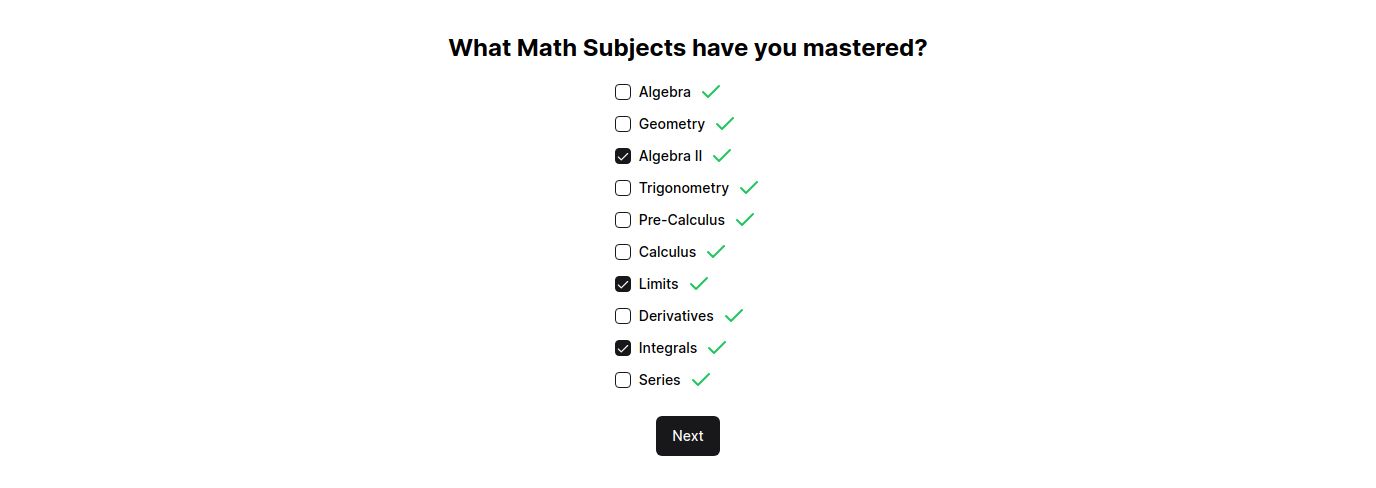 What Math Subjects have you mastered?
Algebra
Geometry
Algebra II
Trigonometry
Pre-Calculus
Calculus
Limits
Derivatives
Integrals
Series
Next